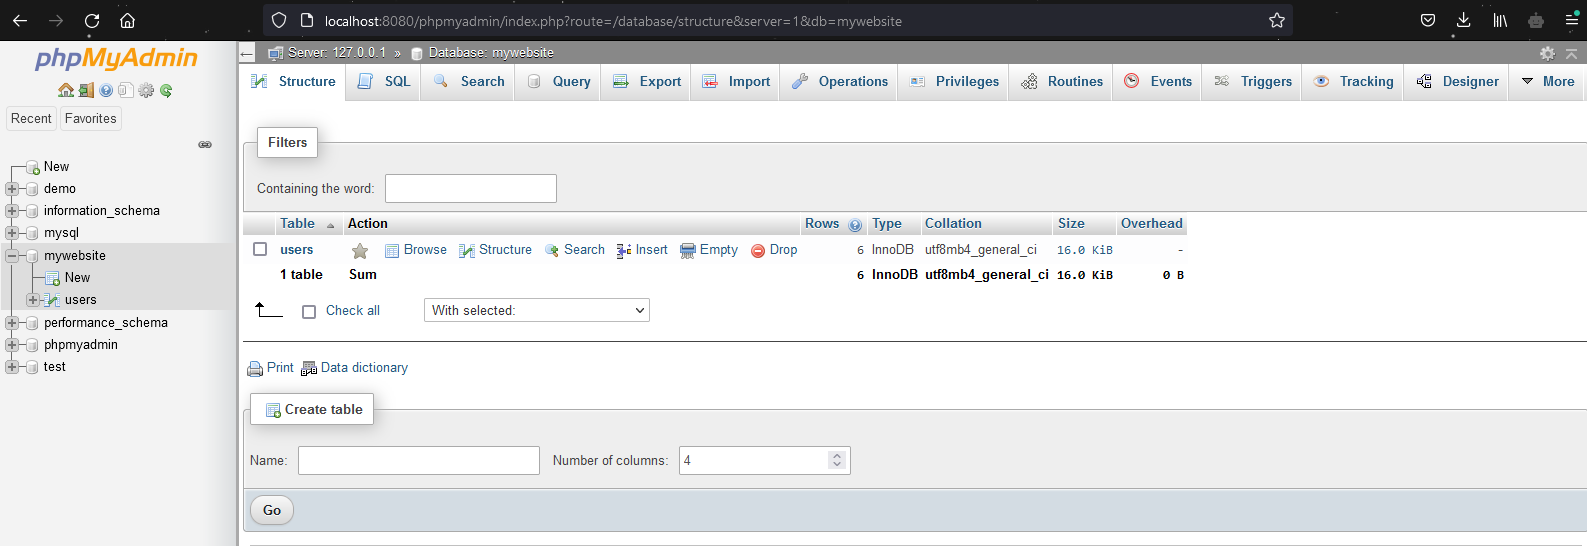 localhost:8080/phpmyadmin/index.php?route=/database/structure&server=1&db=mywebsite
phpMyAdmin
Recent Favorites
New
demo
information_schema
mysql
mywebsite
New
users
performance_schema
phpmyadmin
test
Server: 127.0.0.1 » Database: mywebsite
Structure SQL Search Query Export Import Operations Privileges Routines Events Triggers Tracking Designer More
Filters
Containing the word:
Table Action Rows Type Collation Size Overhead
users Browse Structure Search Insert Empty Drop 6 InnoDB utf8mb4_general_ci 16.0 KiB -
1 table Sum 6 InnoDB utf8mb4_general_ci 16.0 KiB 0 B
Check all With selected:
Print Data dictionary
Create table
Name: Number of columns: 4
Go